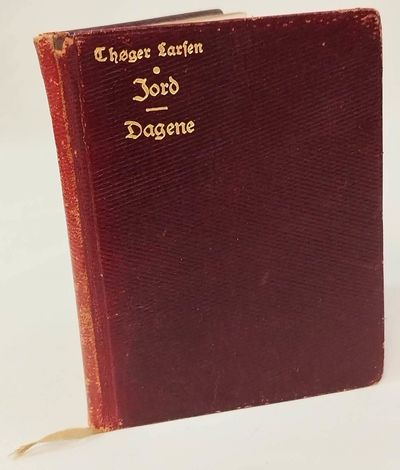 Thøger Larsen
Jord
Dagene